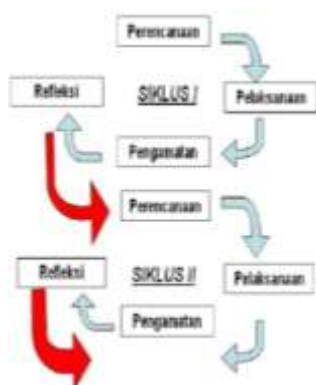 Perencanaan
Refleksi
SIKLUS I
Pelaksanaan
Pengamatan
Perencanaan
Refleksi
SIKLUS II
Pelaksanaan
Pengamatan